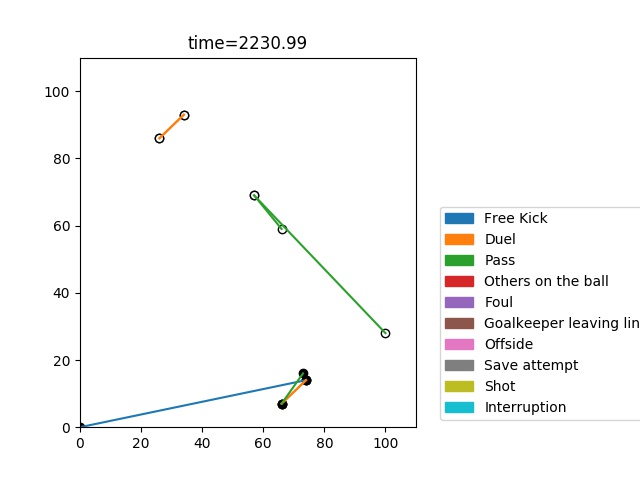 time=2230.99
100
80
60
40
20
0
0 20 40 60 80 100
Free Kick
Duel
Pass
Others on the ball
Foul
Goalkeeper leaving lin
Offside
Save attempt
Shot
Interruption